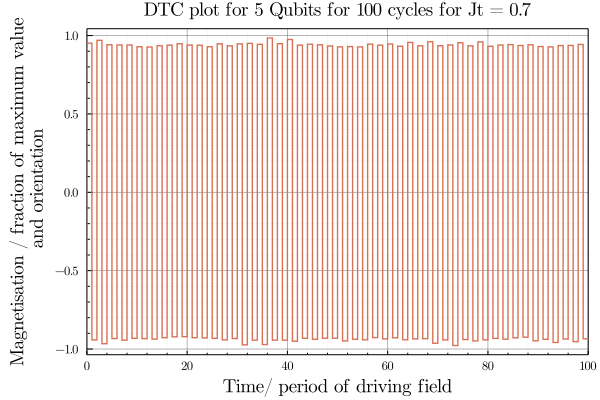 DTC plot for 5 Qubits for 100 cycles for Jt = 0.7
Magnetisation / fraction of maximum value
and orientation
1.0
0.5
0.0
−0.5
−1.0
0 20 40 60 80 100
Time/ period of driving field